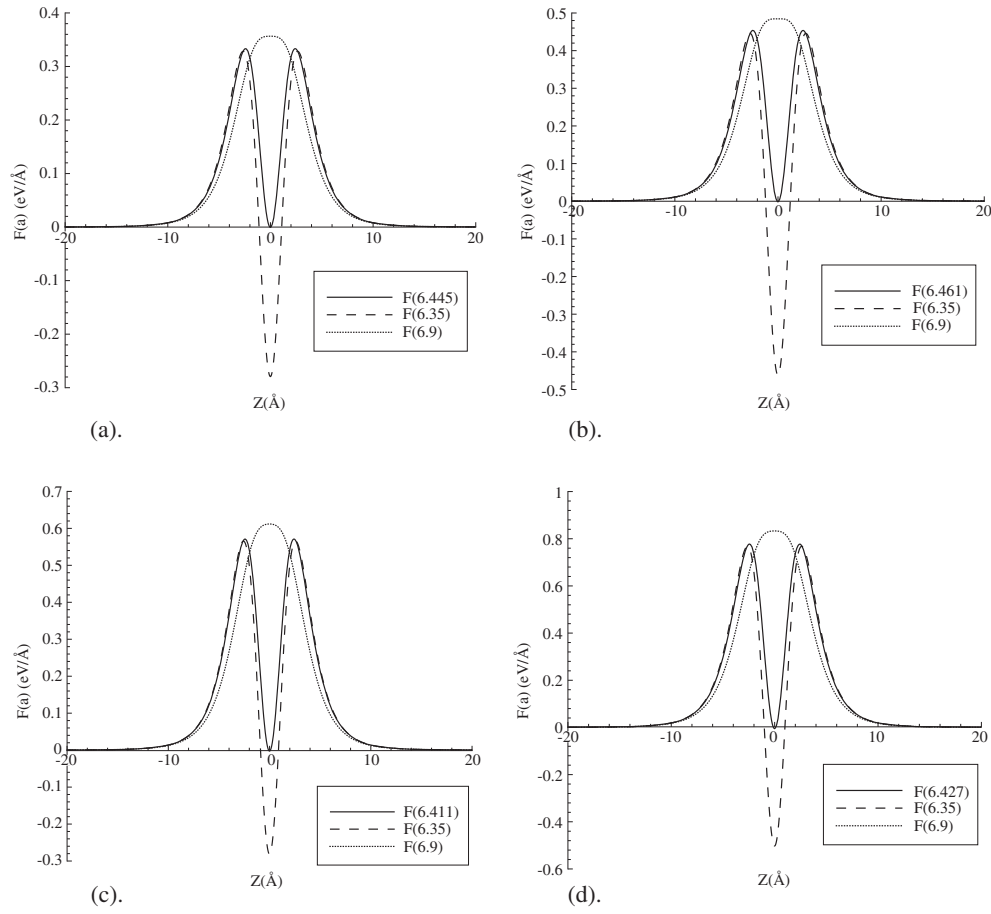 0.4
0.3
0.2
0.1
0
-0.1
-0.2
-0.3
-20 -10 0 10 20
F(a) (eV/Å)
F(6.445)
F(6.35)
F(6.9)
Z(Å)
(a).
0.5
0.4
0.3
0.2
0.1
0
-0.1
-0.2
-0.3
-0.4
-0.5
-20 -10 0 10 20
F(a) (eV/Å)
F(6.461)
F(6.35)
F(6.9)
Z(Å)
(b).
0.7
0.6
0.5
0.4
0.3
0.2
0.1
0
-0.1
-0.2
-0.3
-20 -10 0 10 20
F(a) (eV/Å)
F(6.411)
F(6.35)
F(6.9)
Z(Å)
(c).
1
0.8
0.6
0.4
0.2
0
-0.2
-0.4
-0.6
-20 -10 0 10 20
F(a) (eV/Å)
F(6.427)
F(6.35)
F(6.9)
Z(Å)
(d).